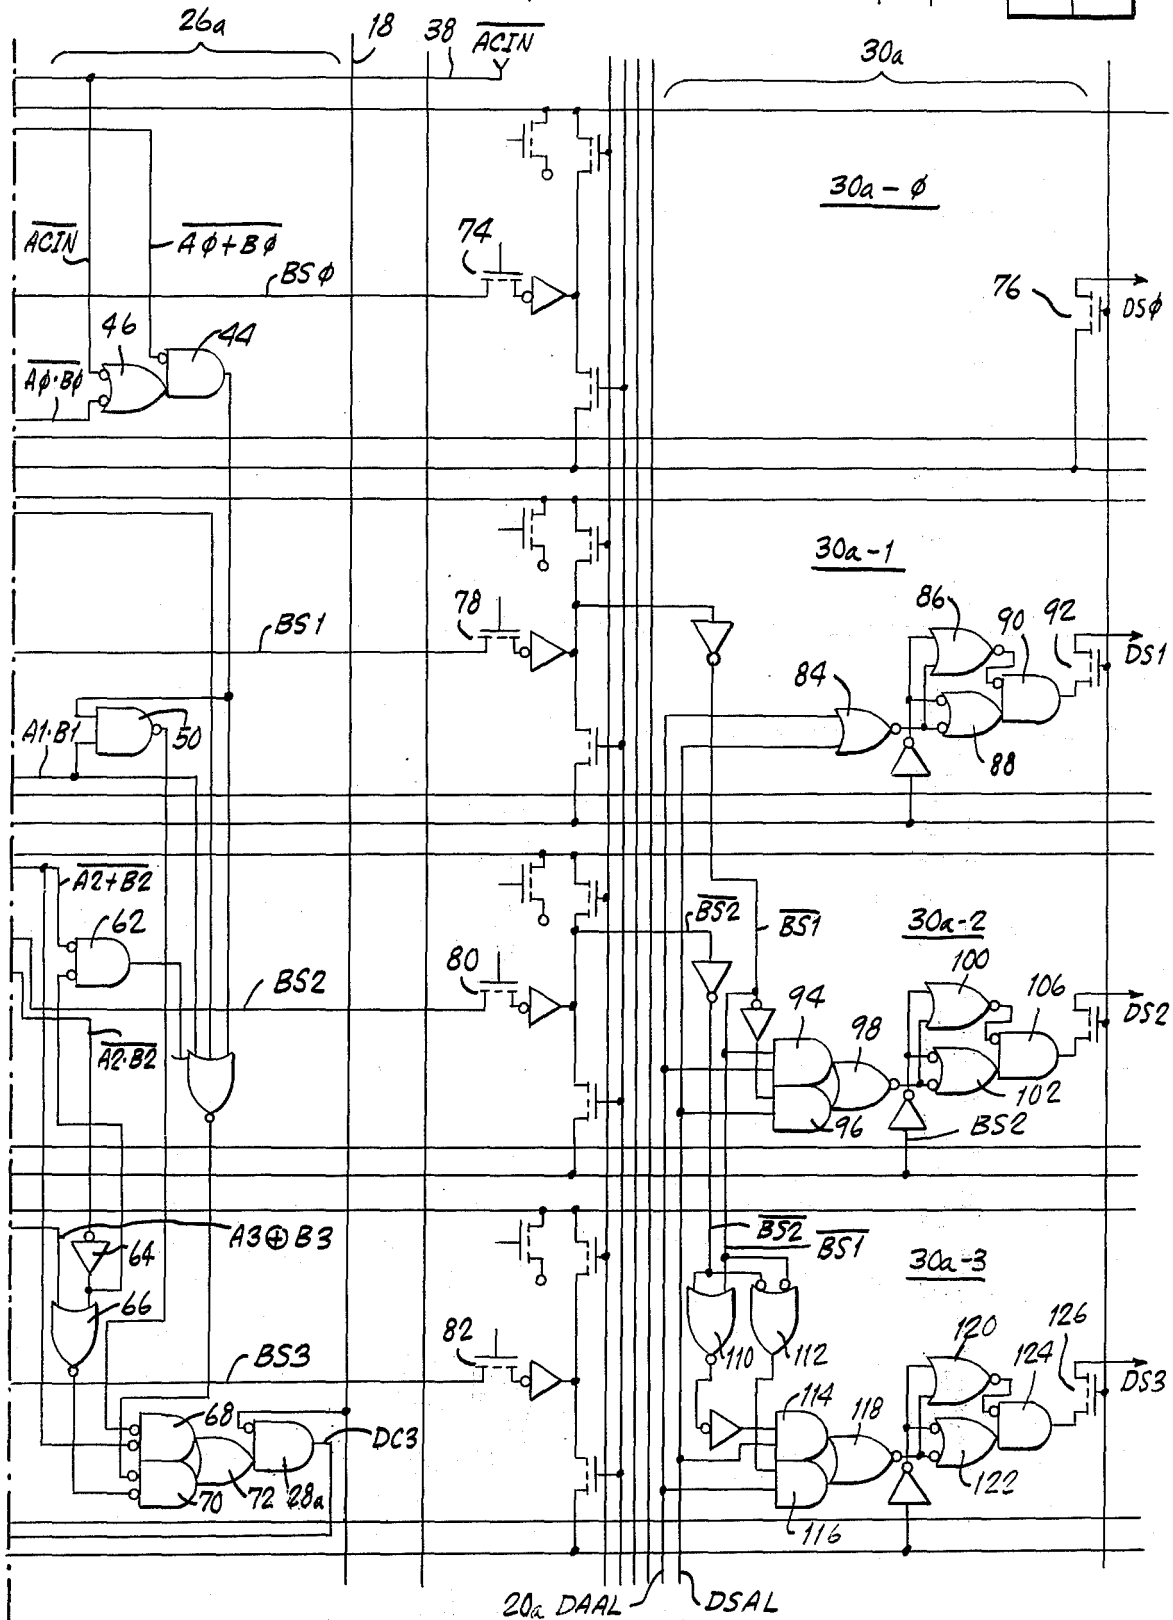 26a
18
38
ACIN
30a
30a-φ
ACIN
Aφ+Bφ
BSφ
74
76
DSφ
46
44
Aφ·Bφ
30a-1
78
BS1
86
90
92
DS1
84
A1·B1
50
88
A2+B2
62
BS2
BS1
30a-2
100
106
80
BS2
94
98
DS2
A2·B2
102
96
BS2
A3⊕B3
BS2
BS1
30a-3
64
66
82
110
112
120
126
124
BS3
DS3
68
114
118
DC3
70
72
28a
122
116
20a DAAL
DSAL